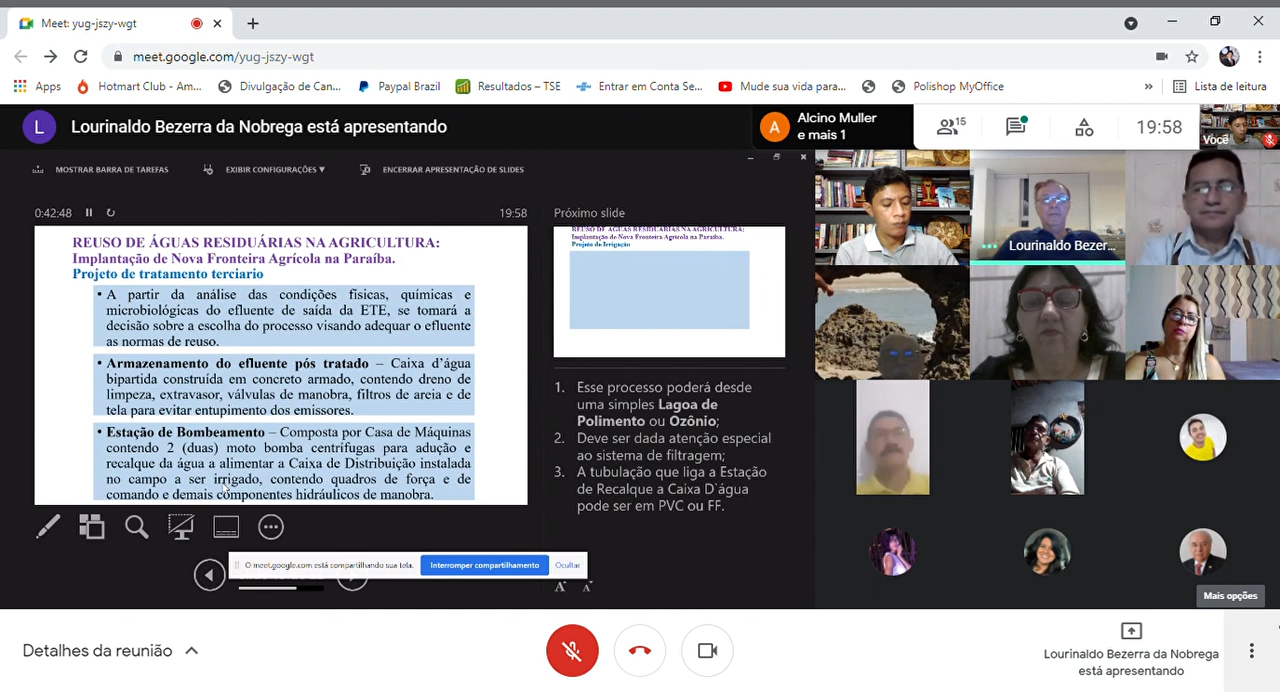 Meet: yug-jszy-wgt
meet.google.com/yug-jszy-wgt
Apps
Hotmart Club - Am...
Divulgação de Can...
Paypal Brazil
Resultados – TSE
Entrar em Conta Se...
Mude sua vida para...
Polishop MyOffice
»
Lista de leitura
L
Lourinaldo Bezerra da Nobrega está apresentando
A
Alcino Muller
e mais 1
15
19:58
Você
MOSTRAR BARRA DE TAREFAS
EXIBIR CONFIGURAÇÕES ▼
ENCERRAR APRESENTAÇÃO DE SLIDES
0:42:48
19:58
REUSO DE ÁGUAS RESIDUÁRIAS NA AGRICULTURA:
Implantação de Nova Fronteira Agrícola na Paraíba.
Projeto de tratamento terciario
• A partir da análise das condições físicas, químicas e
microbiológicas do efluente de saída da ETE, se tomará a
decisão sobre a escolha do processo visando adequar o efluente
as normas de reuso.
• Armazenamento do efluente pós tratado – Caixa d’água
bipartida construída em concreto armado, contendo dreno de
limpeza, extravasor, válvulas de manobra, filtros de areia e de
tela para evitar entupimento dos emissores.
• Estação de Bombeamento – Composta por Casa de Máquinas
contendo 2 (duas) moto bomba centrífugas para adução e
recalque da água a alimentar a Caixa de Distribuição instalada
no campo a ser irrigado, contendo quadros de força e de
comando e demais componentes hidráulicos de manobra.
Próximo slide
REUSO DE ÁGUAS RESIDUÁRIAS NA AGRICULTURA:
Implantação de Nova Fronteira Agrícola na Paraíba.
Projeto de Irrigação
1. Esse processo poderá desde
uma simples Lagoa de
Polimento ou Ozônio;
2. Deve ser dada atenção especial
ao sistema de filtragem;
3. A tubulação que liga a Estação
de Recalque a Caixa D`água
pode ser em PVC ou FF.
Lourinaldo Bezer...
O meet.google.com está compartilhando sua tela.
Interromper compartilhamento
Ocultar
A A
Mais opções
Detalhes da reunião
Lourinaldo Bezerra da Nobrega
está apresentando